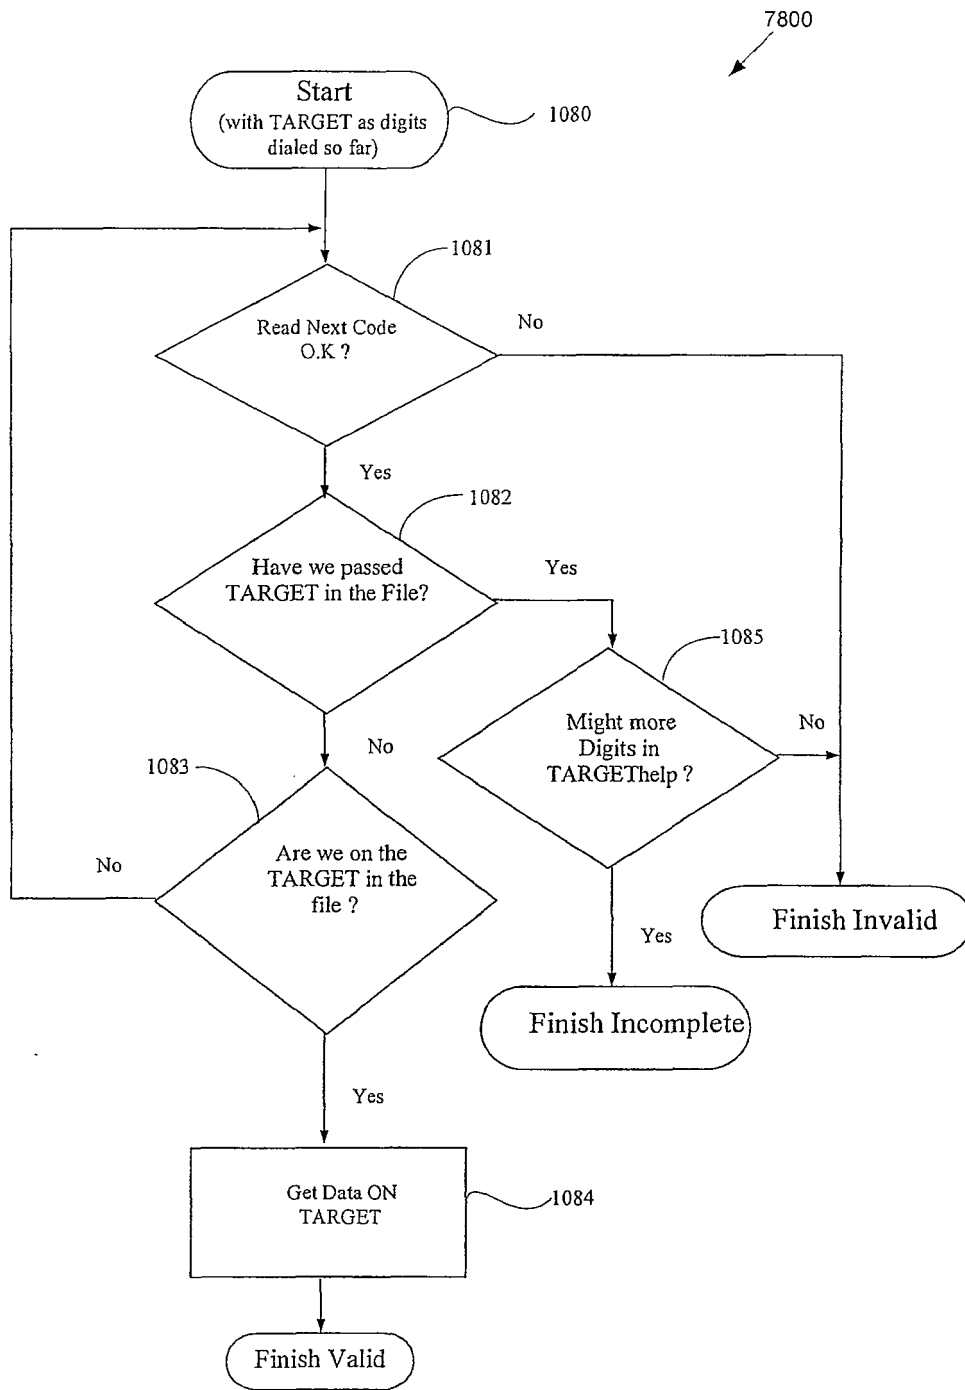 7800
Start
(with TARGET as digits
dialed so far)
1080
1081
Read Next Code
O.K ?
No
Yes
1082
Have we passed
TARGET in the File?
Yes
1085
Might more
Digits in
TARGEThelp ?
No
No
1083
Are we on the
TARGET in the
file ?
No
Finish Invalid
Yes
Finish Incomplete
Yes
Get Data ON
TARGET
1084
Finish Valid